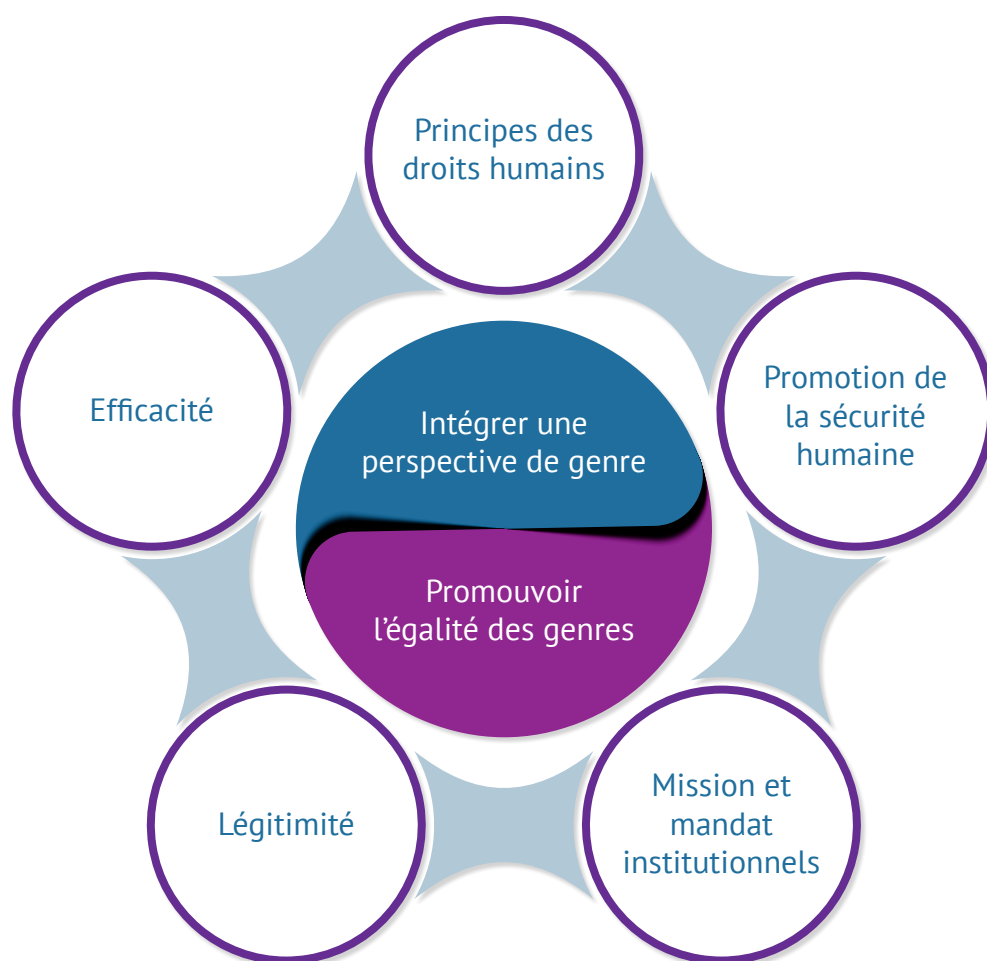 Principes des
droits humains
Efficacité
Promotion de
la sécurité
humaine
Intégrer une
perspective de genre
Promouvoir
l’égalité des genres
Légitimité
Mission et
mandat
institutionnels